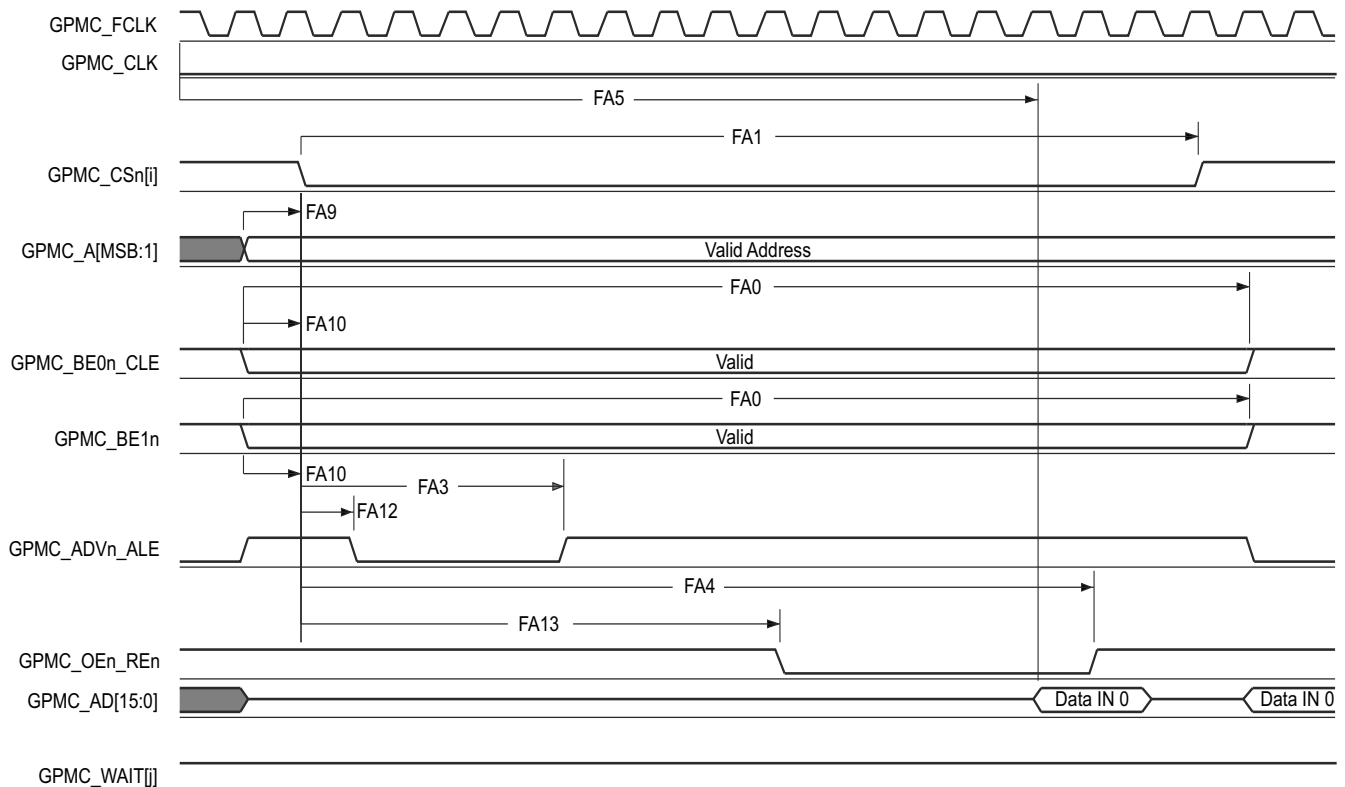 GPMC_FCLK
GPMC_CLK
FA5
FA1
GPMC_CSn[i]
FA9
GPMC_A[MSB:1] Valid Address
FA0
FA10
GPMC_BE0n_CLE Valid
FA0
GPMC_BE1n Valid
FA10
FA3
FA12
GPMC_ADVn_ALE
FA4
FA13
GPMC_OEn_REn
GPMC_AD[15:0] Data IN 0 Data IN 0
GPMC_WAIT[j]